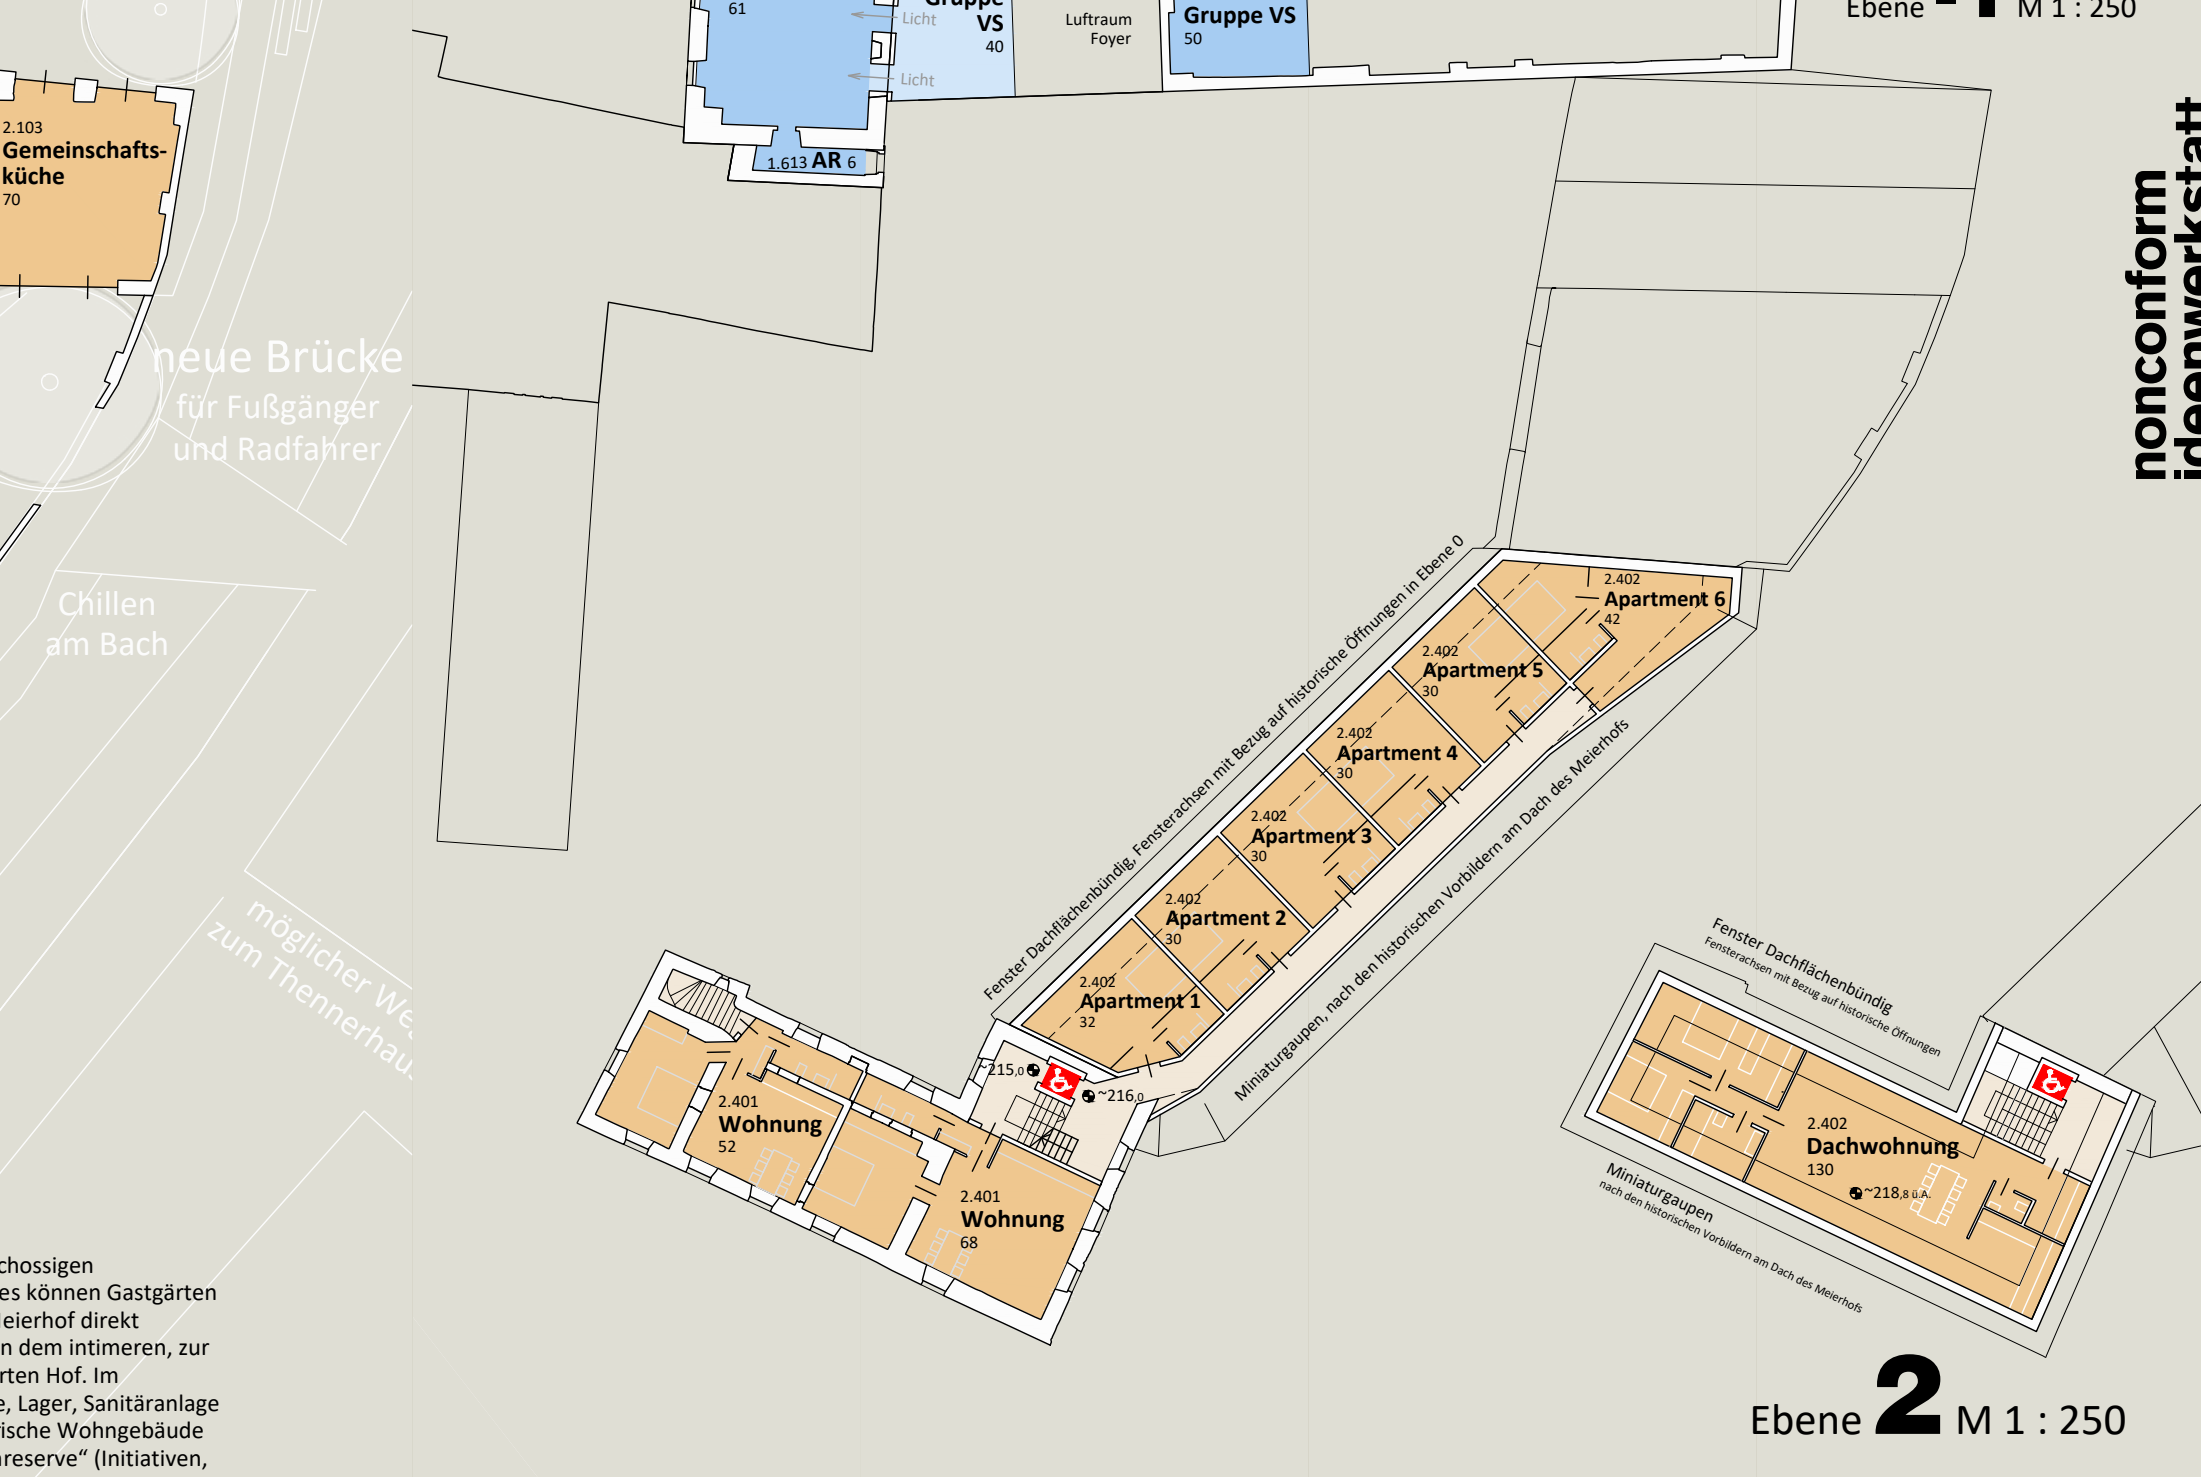 61
Licht
Licht
Gruppe
VS
40
Luftraum
Foyer
Gruppe VS
50
Ebene
M 1 : 250
1.613 AR 6
2.103
Gemeinschafts-
küche
70
nonconform
ideenwerkstatt
neue Brücke
für Fußgänger
und Radfahrer
Chillen
am Bach
möglicher We
zum Thennerhaus
Fenster Dachflächenbündig, Fensterachsen mit Bezug auf historische Öffnungen in Ebene 0
2.402
Apartment 6
42
2.402
Apartment 5
30
2.402
Apartment 4
30
2.402
Apartment 3
30
2.402
Apartment 2
30
2.402
Apartment 1
32
Miniaturgaupen, nach den historischen Vorbildern am Dach des Meierhofs
~215,0
~216,0
2.401
Wohnung
52
2.401
Wohnung
68
Fenster Dachflächenbündig
Fensterachsen mit Bezug auf historische Öffnungen
2.402
Dachwohnung
130
~218,8 ü.A.
Miniaturgaupen
nach den historischen Vorbildern am Dach des Meierhofs
chossigen
es können Gastgärten
Meierhof direkt
n dem intimeren, zur
rten Hof. Im
e, Lager, Sanitäranlage
rische Wohngebäude
reserve“ (Initiativen,
Ebene 2 M 1 : 250